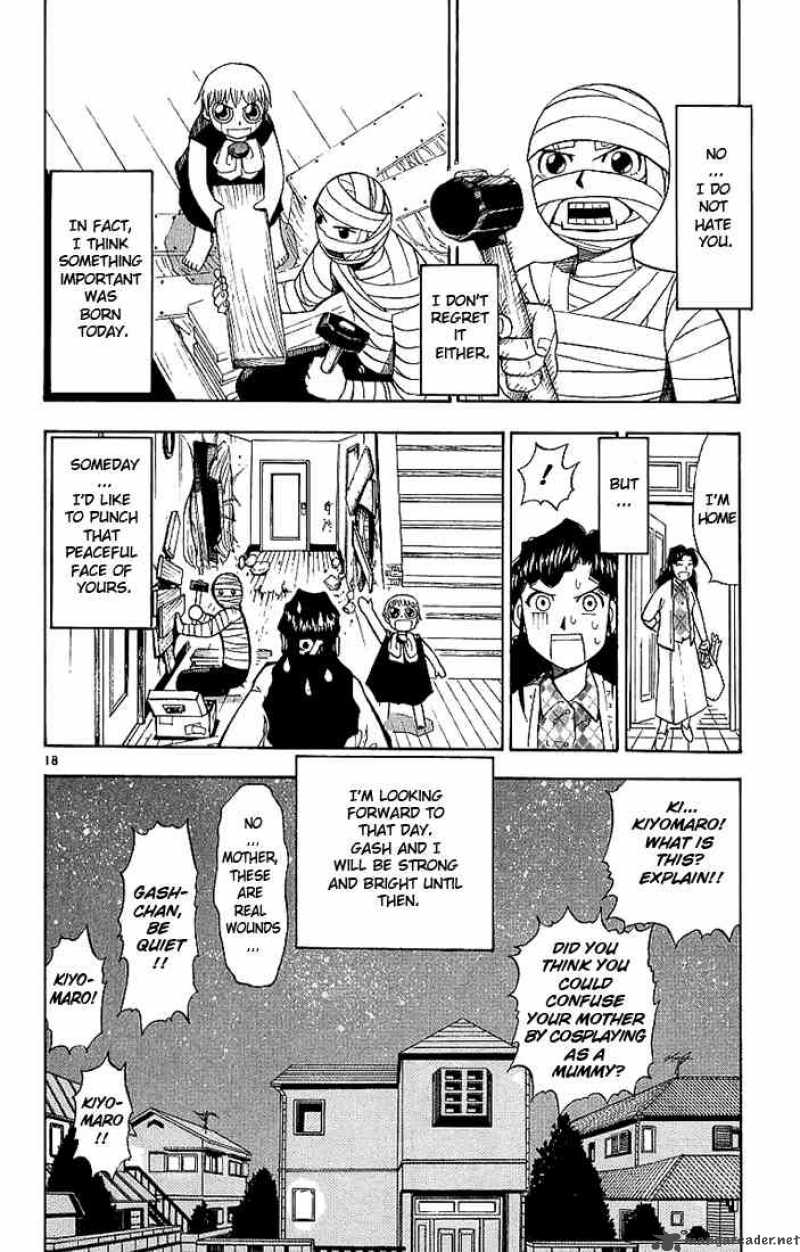 NO
...
I DO
NOT
HATE
YOU.
I DON'T
REGRET
IT
EITHER.
IN FACT,
I THINK
SOMETHING
IMPORTANT
WAS
BORN
TODAY.
I'M
HOME
BUT
...
!
SOMEDAY
...
I'D LIKE
TO PUNCH
THAT
PEACEFUL
FACE OF
YOURS.
18
KI...
KIYOMARO!
WHAT IS
THIS?
EXPLAIN!!
DID YOU
THINK YOU
COULD
CONFUSE
YOUR MOTHER
BY COSPLAYING
AS A
MUMMY?
I'M LOOKING
FORWARD TO
THAT DAY.
GASH AND I
WILL BE STRONG
AND BRIGHT UNTIL
THEN.
NO
...
MOTHER,
THESE
ARE
REAL
WOUNDS
...
GASH-
CHAN,
BE
QUIET
!!
KIYO-
MARO!
KIYO-
MARO
!!
mangareader.net